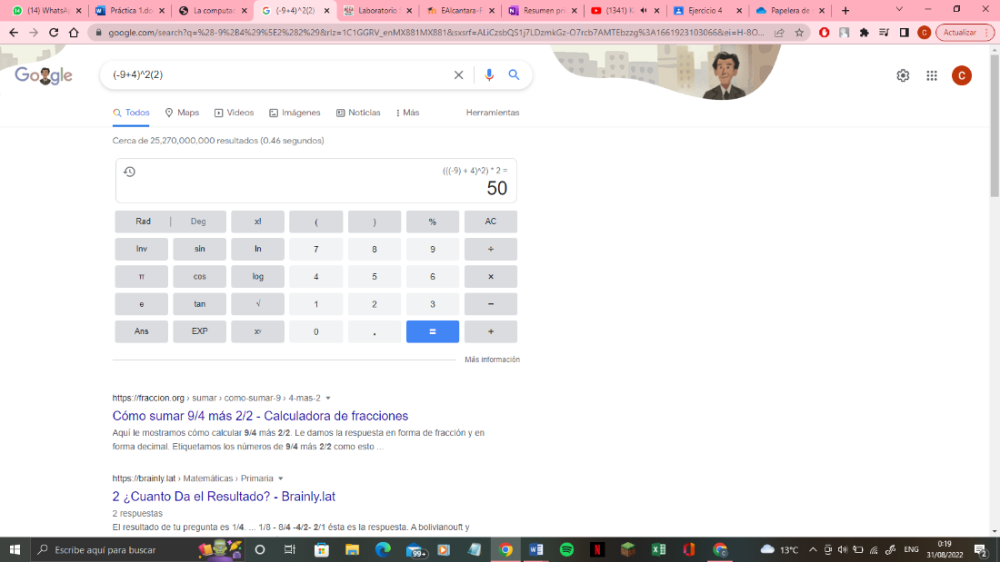 (14) WhatsA
Práctica 1.do
La computac
(-9+4)^2(2)
Laboratorio
EAlcantara-F
Resumen pri
(1341) K
Ejercicio 4
Papelera de
google.com/search?q=%28-9%2B4%29%5E2%282%29&rlz=1C1GGRV_enMX881MX881&sxsrf=ALiCzsbQS1j7LDzmkGz-O7rcb7AMTEbzzg%3A1661923103066&ei=H-8O...
C
Actualizar
Google
(-9+4)^2(2)
C
Todos
Maps
Videos
Imágenes
Noticias
Más
Herramientas
Cerca de 25,270,000,000 resultados (0.46 segundos)
(((-9) + 4)^2) * 2 =
50
Rad | Deg x! ( ) % AC
Inv sin ln 7 8 9 ÷
π cos log 4 5 6 ×
e tan √ 1 2 3 −
Ans EXP xʸ 0 . = +
Más información
https://fraccion.org › sumar › como-sumar-9 › 4-mas-2
Cómo sumar 9/4 más 2/2 - Calculadora de fracciones
Aquí le mostramos cómo calcular 9/4 más 2/2. Le damos la respuesta en forma de fracción y en
forma decimal. Etiquetamos los números de 9/4 más 2/2 como esto ...
https://brainly.lat › Matemáticas › Primaria
2 ¿Cuanto Da el Resultado? - Brainly.lat
2 respuestas
El resultado de tu pregunta es 1/4. ... 1/8 - 8/4 -4/2- 2/1 ésta es la respuesta. A bolivianouft y
Escribe aquí para buscar
99+
13°C
ENG
0:19
31/08/2022
2